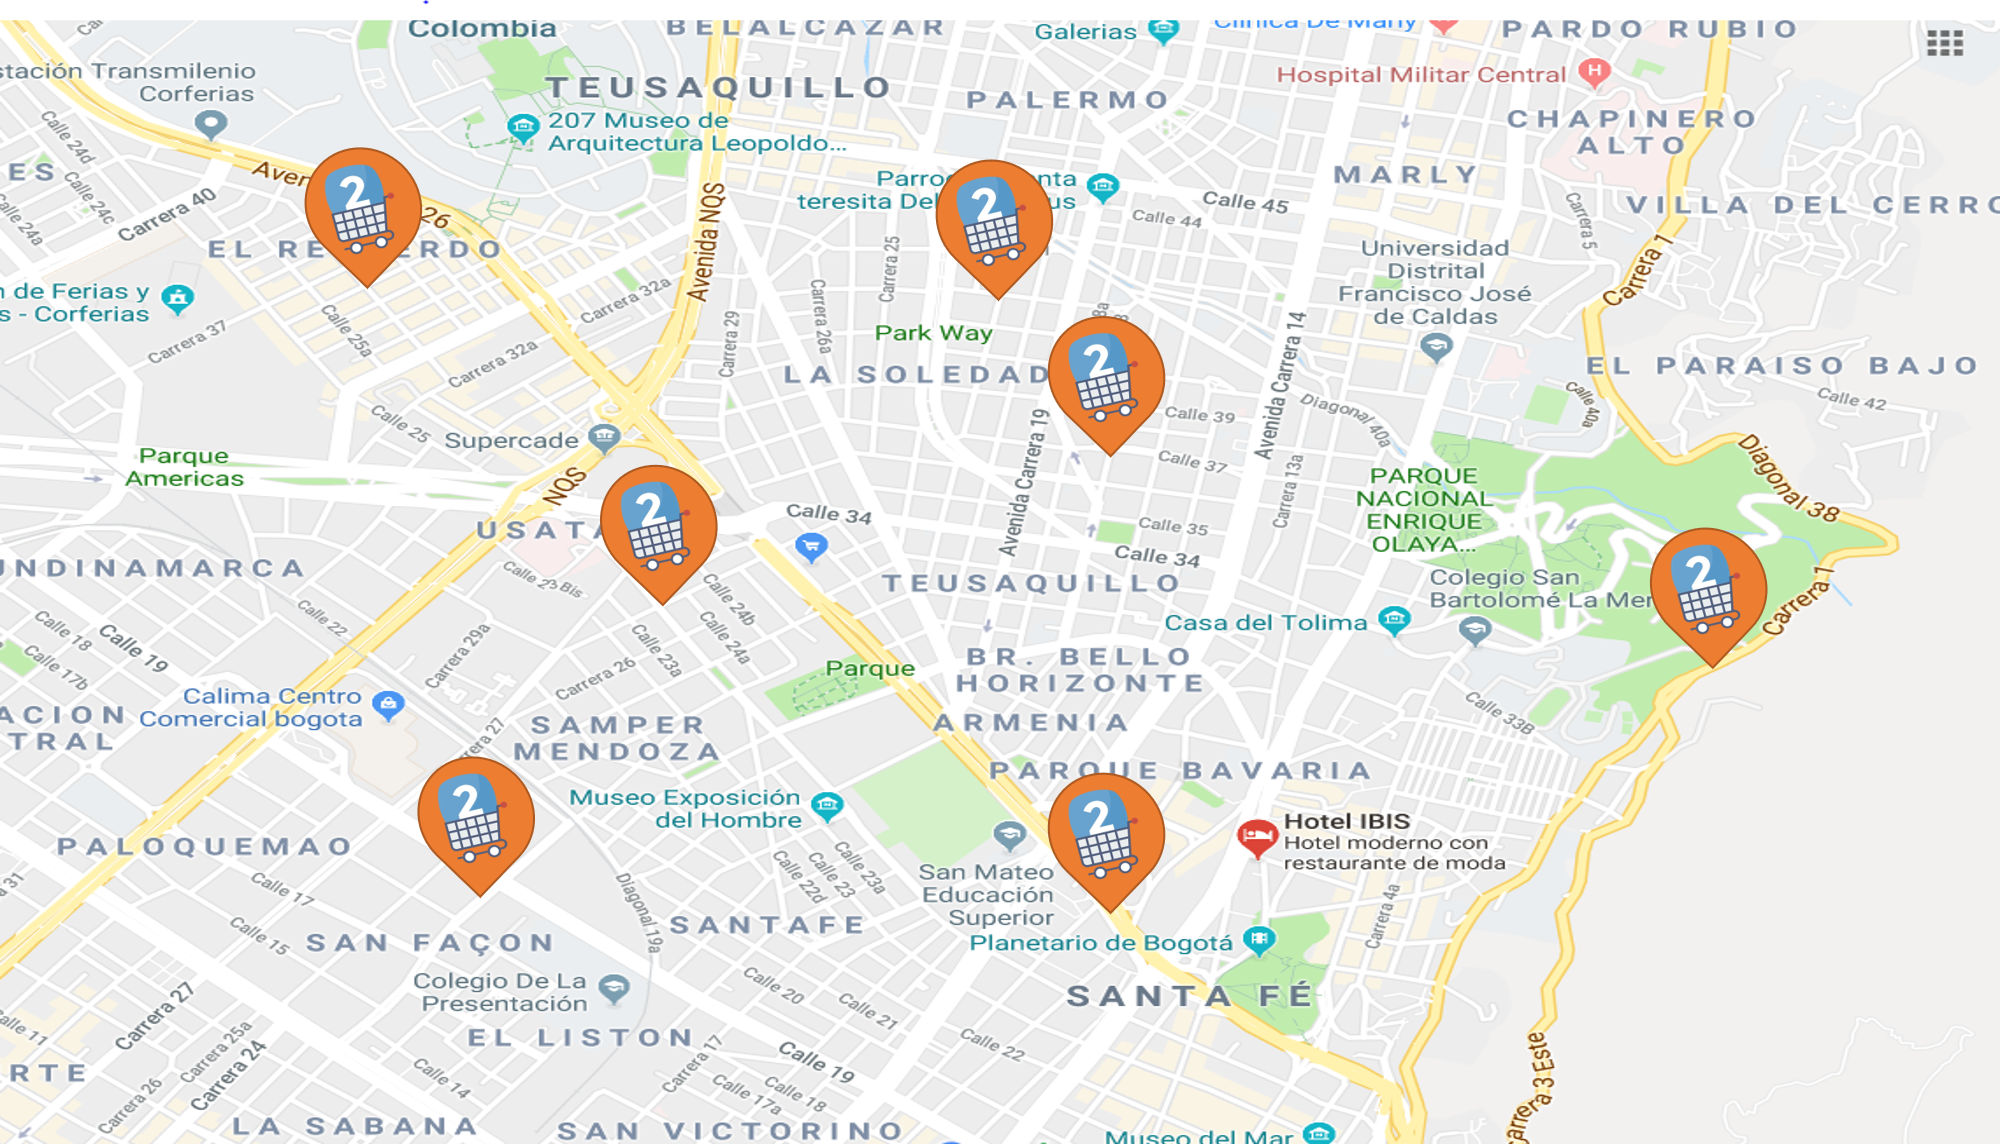 Colombia
BELALCAZAR
Galerias
Clínica De Marly
PARDO RUBIO
Estación Transmilenio
Corferias
TEUSAQUILLO
PALERMO
Hospital Militar Central
207 Museo de
Arquitectura Leopoldo...
CHAPINERO
ALTO
Calle 24d
ES
Calle 24c
Calle 24a
Carrera 40
Aven
26
2
Avenida NQS
2
Calle 45
Calle 44
MARLY
Carrera 5
VILLA DEL CERRO
EL RE
ERDO
Carrera 25
Universidad
Distrital
Francisco José
de Caldas
Carrera 1
n de Ferias y
s - Corferias
Carrera 32a
Carrera 26a
Carrera 29
Carrera 37
Calle 25a
Carrera 32a
Park Way
LA SOLEDAD
2
Avenida Carrera 14
EL PARAISO BAJO
Calle 42
Calle 40a
Calle 25
Supercade
Calle 39
Diagonal 40a
Avenida Carrera 19
Calle 37
Parque
Americas
NQS
Carrera 13a
PARQUE
NACIONAL
ENRIQUE
OLAYA...
Diagonal 38
USATA
2
Calle 34
Calle 35
Calle 34
UNDINAMARCA
Calle 23 Bis
Calle 24b
TEUSAQUILLO
Colegio San
Bartolomé La Mer
2
Carrera 1
Calle 22
Calle 18
Calle 19
Calle 17b
Carrera 29a
Calle 23a
Calle 24a
Casa del Tolima
Carrera 26
Parque
BR. BELLO
HORIZONTE
Calima Centro
Comercial bogota
ACION
TRAL
SAMPER
MENDOZA
ARMENIA
Calle 33B
PARQUE BAVARIA
2
Museo Exposición
del Hombre
2
Hotel IBIS
Hotel moderno con
restaurante de moda
PALOQUEMAO
San Mateo
Educación
Superior
Calle 22d
Calle 23
Calle 23a
Calle 17
Calle 15
Diagonal 19a
SANTAFE
Carrera 4a
SAN FAÇON
Planetario de Bogotá
Colegio De La
Presentación
Calle 20
Calle 21
SANTA FÉ
Carrera 27
EL LISTON
Calle 22
Calle 11
Carrera 25a
Carrera 24
Carrera 17
Calle 19
RTE
Calle 14
Carrera 26
Calle 17a
Calle 18
Carrera 3 Este
LA SABANA
SAN VICTORINO
Museo del Mar